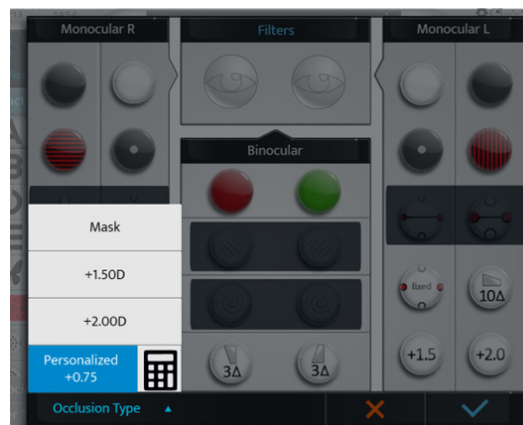 Monocular R
Filters
Monocular L
Binocular
Mask
+1.50D
+2.00D
Personalized
+0.75
fixed
10Δ
3Δ
3Δ
+1.5
+2.0
Occlusion Type